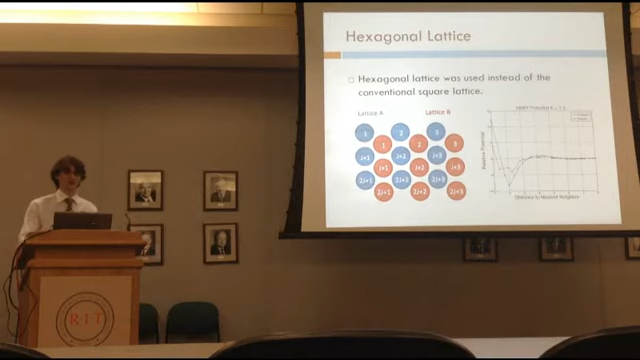 Hexagonal Lattice
Hexagonal lattice was used instead of the
conventional square lattice.
Lattice A
Lattice B
1 2 3
1 2 3
J+1 J+2 J+3
J+1 J+2 J+3
2J+1 2J+2 2J+3
2J+1 2J+2 2J+3
Relative Potential
Distance to Nearest Neighbor
R·I·T